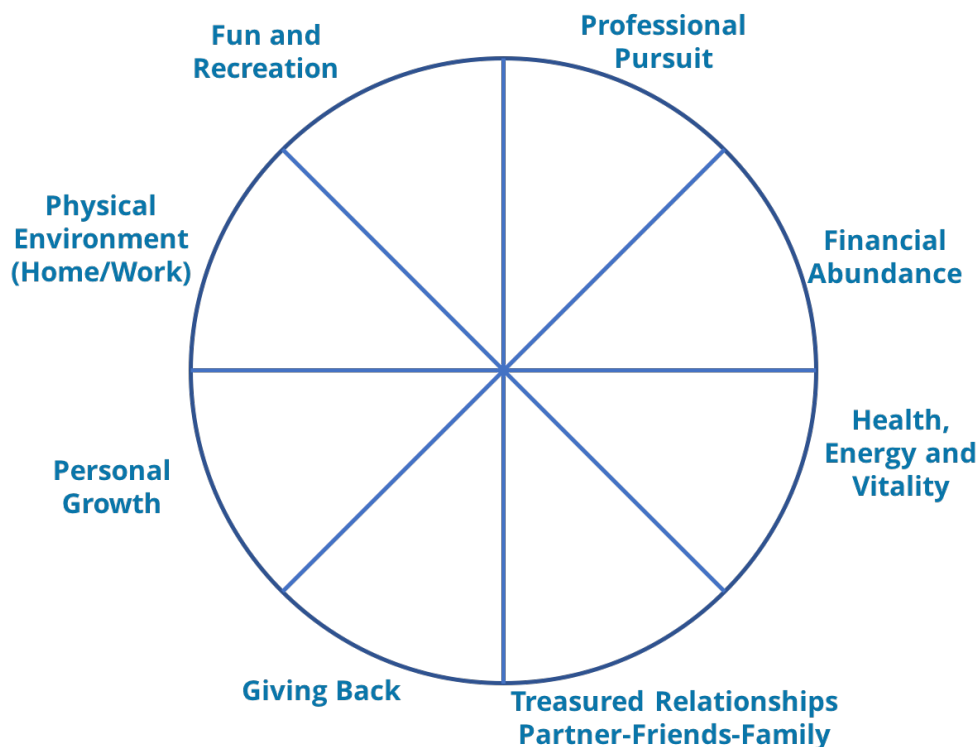 Fun and
Recreation
Professional
Pursuit
Physical
Environment
(Home/Work)
Financial
Abundance
Personal
Growth
Health,
Energy and
Vitality
Giving Back
Treasured Relationships
Partner-Friends-Family